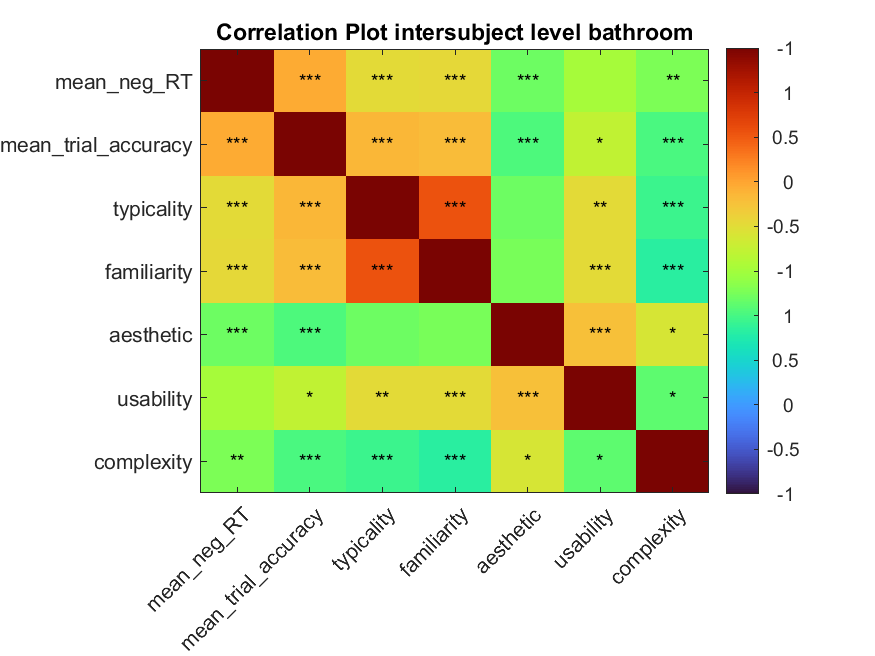 Correlation Plot intersubject level bathroom
mean_neg_RT
*** *** *** *** **
mean_trial_accuracy
*** *** *** *** * ***
typicality
*** *** *** ** ***
familiarity
*** *** *** *** ***
aesthetic
*** *** *** *
usability
* ** *** *** *
complexity
** *** *** *** * *
mean_neg_RT
mean_trial_accuracy
typicality
familiarity
aesthetic
usability
complexity
-1
1
0.5
0
-0.5
-1
1
0.5
0
-0.5
-1